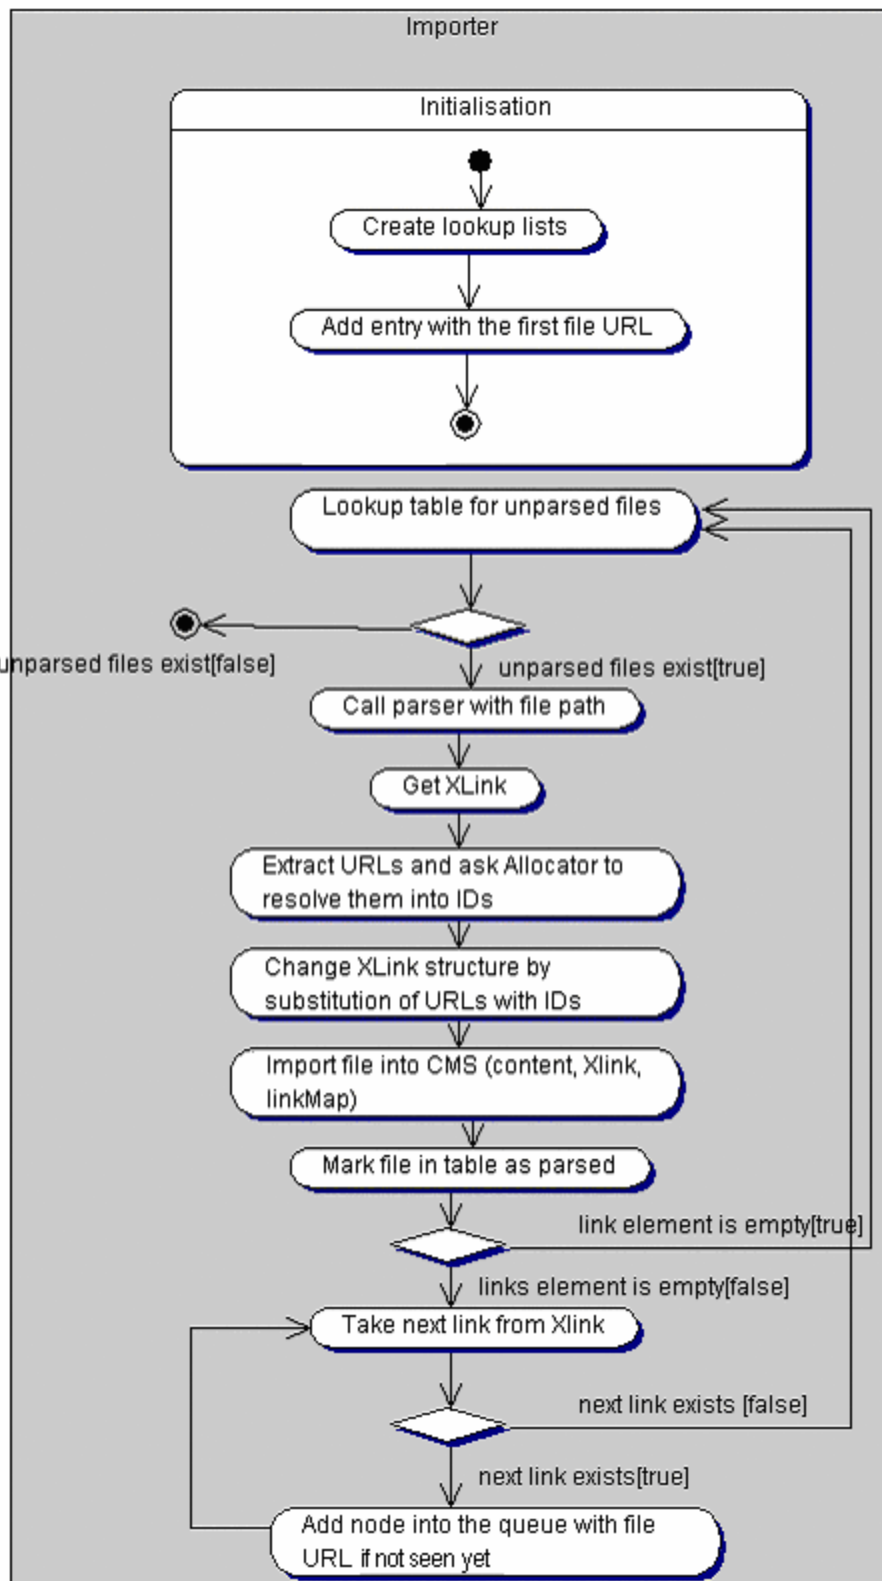 Importer
Initialisation
Create lookup lists
Add entry with the first file URL
Lookup table for unparsed files
unparsed files exist[false]
unparsed files exist[true]
Call parser with file path
Get XLink
Extract URLs and ask Allocator to
resolve them into IDs
Change XLink structure by
substitution of URLs with IDs
Import file into CMS (content, Xlink,
linkMap)
Mark file in table as parsed
link element is empty[true]
links element is empty[false]
Take next link from Xlink
next link exists [false]
next link exists[true]
Add node into the queue with file
URL if not seen yet